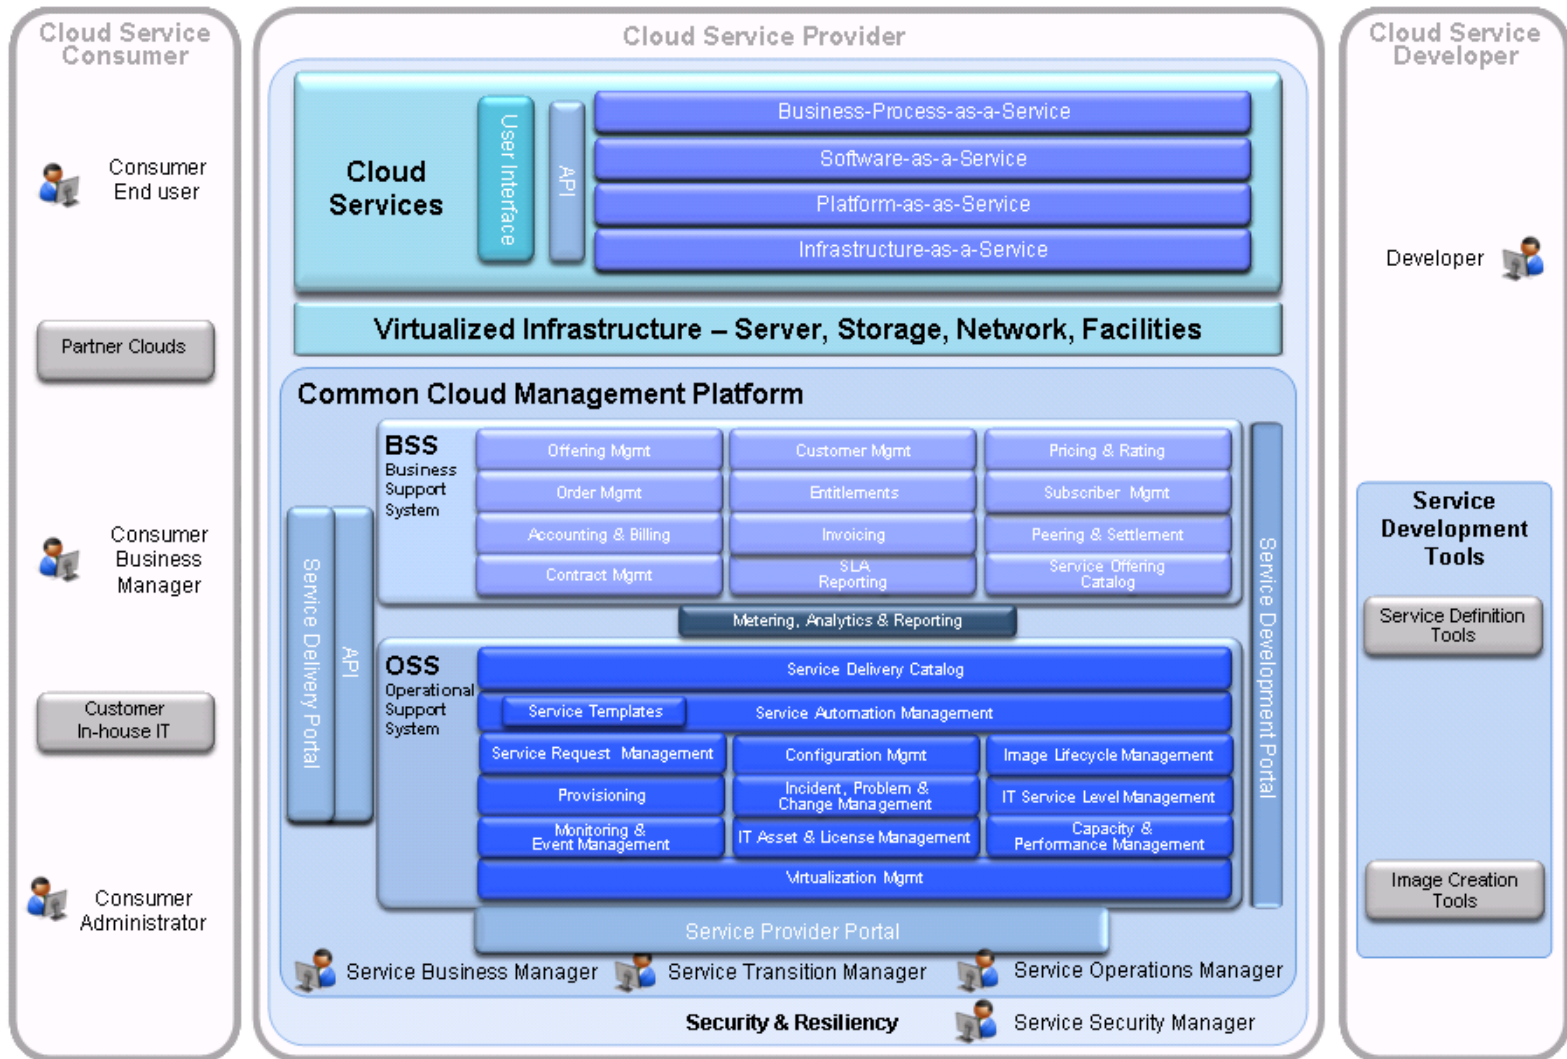 Cloud Service
Consumer
Consumer
End user
Partner Clouds
Consumer
Business
Manager
Customer
In-house IT
Consumer
Administrator
Cloud Service Provider
Cloud
Services
User Interface
API
Business-Process-as-a-Service
Software-as-a-Service
Platform-as-as-Service
Infrastructure-as-a-Service
Virtualized Infrastructure – Server, Storage, Network, Facilities
Common Cloud Management Platform
Service Delivery Portal
API
BSS
Business
Support
System
Offering Mgmt
Customer Mgmt
Pricing & Rating
Order Mgmt
Entitlements
Subscriber Mgmt
Accounting & Billing
Invoicing
Peering & Settlement
Contract Mgmt
SLA
Reporting
Service Offering
Catalog
Metering, Analytics & Reporting
OSS
Operational
Support
System
Service Delivery Catalog
Service Templates
Service Automation Management
Service Request Management
Configuration Mgmt
Image Lifecycle Management
Provisioning
Incident, Problem &
Change Management
IT Service Level Management
Monitoring &
Event Management
IT Asset & License Management
Capacity &
Performance Management
Virtualization Mgmt
Service Development Portal
Service Provider Portal
Service Business Manager
Service Transition Manager
Service Operations Manager
Security & Resiliency
Service Security Manager
Cloud Service
Developer
Developer
Service
Development
Tools
Service Definition
Tools
Image Creation
Tools